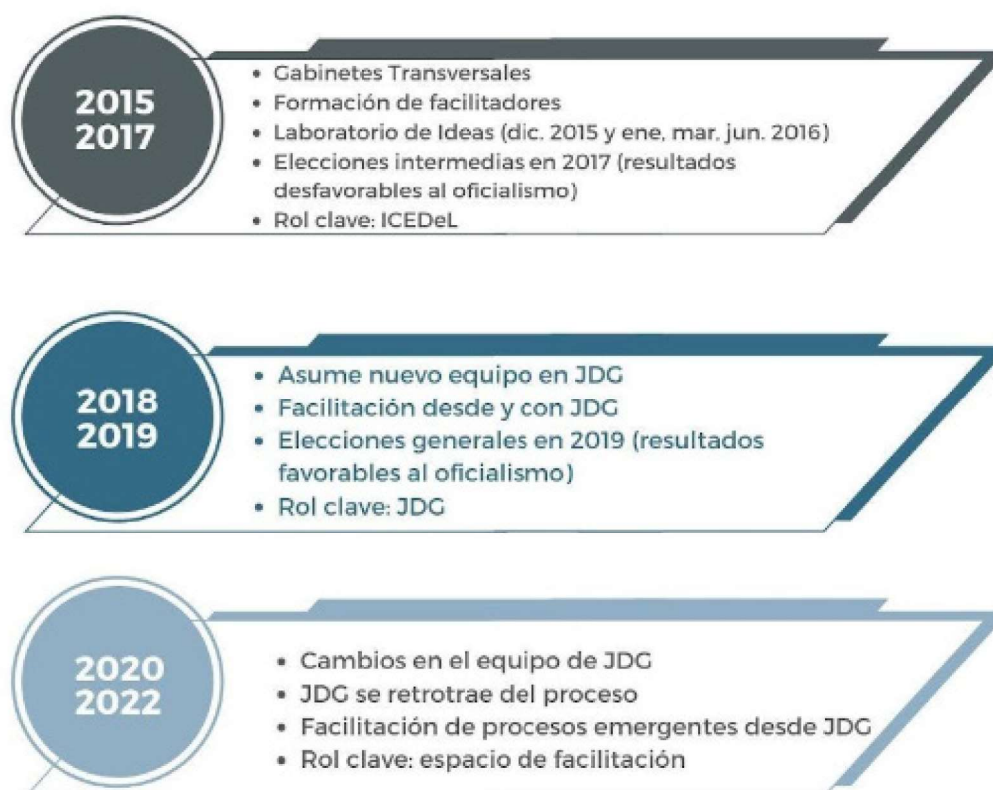 2015
2017
• Gabinetes Transversales
• Formación de facilitadores
• Laboratorio de Ideas (dic. 2015 y ene, mar, jun. 2016)
• Elecciones intermedias en 2017 (resultados
desfavorables al oficialismo)
• Rol clave: ICEDeL
2018
2019
• Asume nuevo equipo en JDG
• Facilitación desde y con JDG
• Elecciones generales en 2019 (resultados
favorables al oficialismo)
• Rol clave: JDG
2020
2022
• Cambios en el equipo de JDG
• JDG se retrotrae del proceso
• Facilitación de procesos emergentes desde JDG
• Rol clave: espacio de facilitación